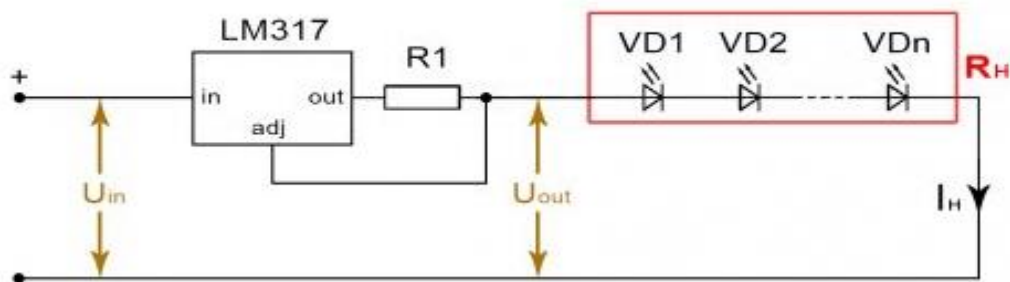 LM317
R1
VD1 VD2 VDn
RH
+
in out
adj
Uin
Uout
IH